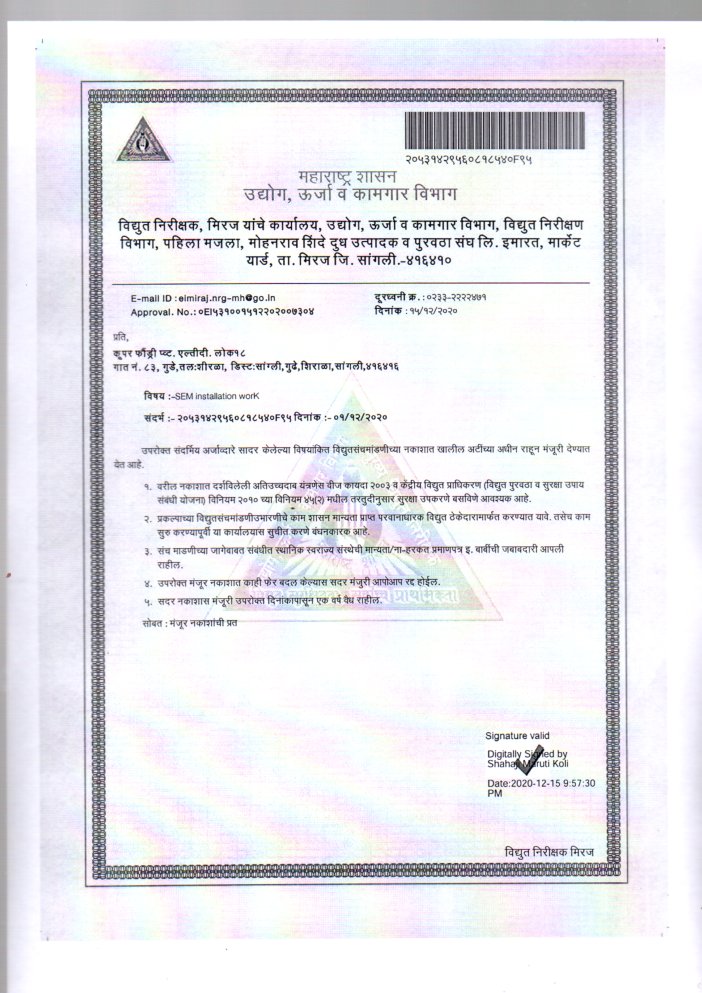 २०५३१४२९५६०८१८५४०F९५
महाराष्ट्र शासन
उद्योग, ऊर्जा व कामगार विभाग
विद्युत निरीक्षक, मिरज यांचे कार्यालय, उद्योग, ऊर्जा व कामगार विभाग, विद्युत निरीक्षण
विभाग, पहिला मजला, मोहनराव शिंदे दुध उत्पादक व पुरवठा संघ लि. इमारत, मार्केट
यार्ड, ता. मिरज जि. सांगली.-४१६४१०
E-mail ID : eimiraj.nrg-mh@go.in दूरध्वनी क्र. : ०२३३-२२२२४७१
Approval. No.: ०EI५३१००१५१२२०२००७३०४ दिनांक : १५/१२/२०२०
प्रति,
कूपर फौंड्री प्व्ट. एल्तीदी. लोक१८
गात नं. ८३, गुडे,तल:शीरळा, डिस्ट:सांग्ली,गुढे,शिराळा,सांगली,४१६४१६
विषय :-SEM installation worK
संदर्भ :- २०५३१४२९५६०८१८५४०F९५ दिनांक :- ०१/१२/२०२०
उपरोक्त संदर्भिय अर्जाव्दारे सादर केलेल्या विषयांकित विद्युतसंचमांडणीच्या नकाशात खालील अटींच्या अधीन राहून मंजूरी देण्यात
येत आहे.
१. वरील नकाशात दर्शविलेली अतिउच्चदाब यंत्रणेस वीज कायदा २००३ व केंद्रीय विद्युत प्राधिकरण (विद्युत पुरवठा व सुरक्षा उपाय
संबंधी योजना) विनियम २०१० च्या विनियम ४५(२) मधील तरतुदीनुसार सुरक्षा उपकरणे बसविणे आवश्यक आहे.
२. प्रकल्पाच्या विद्युतसंचमांडणीउभारणीचे काम शासन मान्यता प्राप्त परवानाधारक विद्युत ठेकेदारामार्फत करण्यात यावे. तसेच काम
सुरु करण्यापूर्वी या कार्यालयास सुचीत करणे बंधनकारक आहे.
३. संच माडणीच्या जागेबावत संबंधीत स्थानिक स्वराज्य संस्थेची मान्यता/ना-हरकत प्रमाणपत्र इ. बाबींची जबाबदारी आपली
राहील.
४. उपरोक्त मंजूर नकाशात काही फेर बदल केल्यास सदर मंजुरी आपोआप रद्द होईल.
५. सदर नकाशास मंजूरी उपरोक्त दिनांकापासून एक वर्ष वैध राहील.
सोबत : मंजूर नकाशांची प्रत
Signature valid
Digitally Signed by
Shahaji Maruti Koli
Date:2020-12-15 9:57:30
PM
विद्युत निरीक्षक मिरज